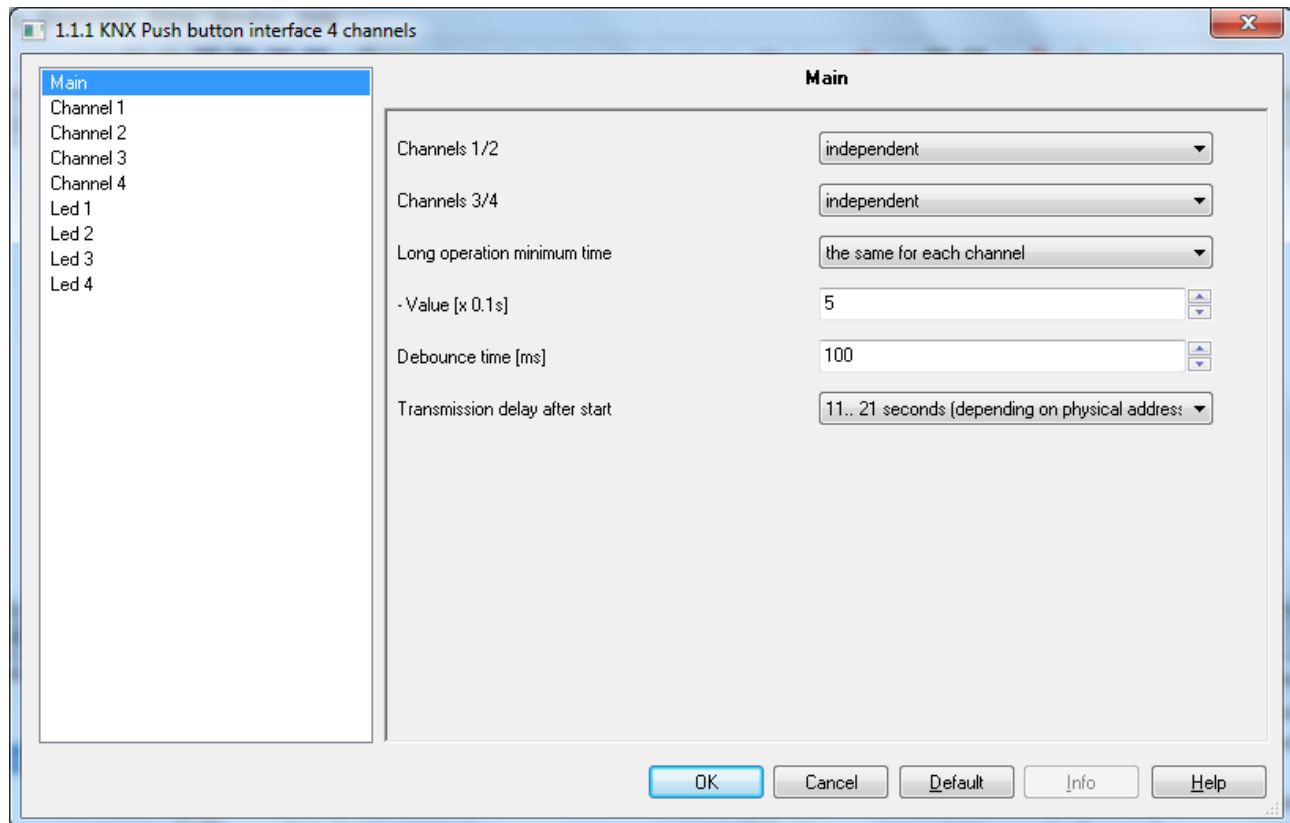 1.1.1 KNX Push button interface 4 channels
Main
Channel 1
Channel 2
Channel 3
Channel 4
Led 1
Led 2
Led 3
Led 4
Main
Channels 1/2 independent
Channels 3/4 independent
Long operation minimum time the same for each channel
- Value [x 0.1s] 5
Debounce time [ms] 100
Transmission delay after start 11.. 21 seconds (depending on physical address
OK Cancel Default Info Help